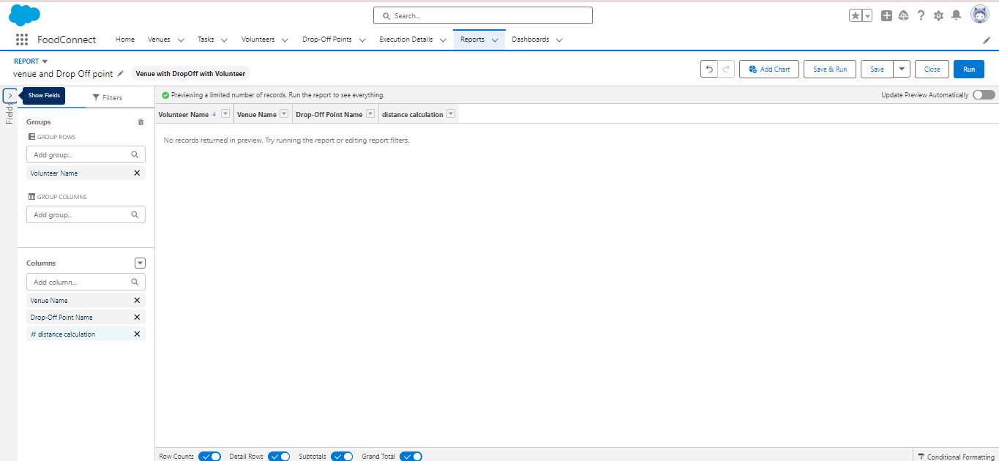 Search...
FoodConnect
Home
Venues
Tasks
Volunteers
Drop-Off Points
Execution Details
Reports
Dashboards
REPORT
venue and Drop Off point
Venue with DropOff with Volunteer
Add Chart
Save & Run
Save
Close
Run
Show Fields
Fields
Filters
Previewing a limited number of records. Run the report to see everything.
Update Preview Automatically
Groups
GROUP ROWS
Add group...
Volunteer Name
GROUP COLUMNS
Add group...
Columns
Add column...
Venue Name
Drop-Off Point Name
# distance calculation
Volunteer Name
Venue Name
Drop-Off Point Name
distance calculation
No records returned in preview. Try running the report or editing report filters.
Row Counts
Detail Rows
Subtotals
Grand Total
Conditional Formatting